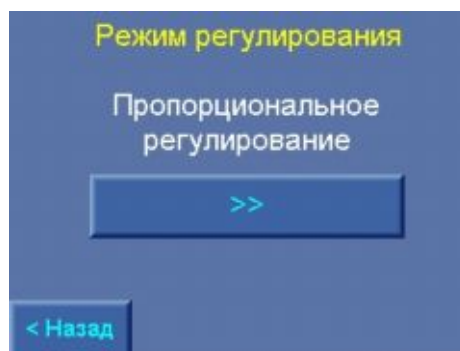 Режим регулирования
Пропорциональное
регулирование
>>
< Назад